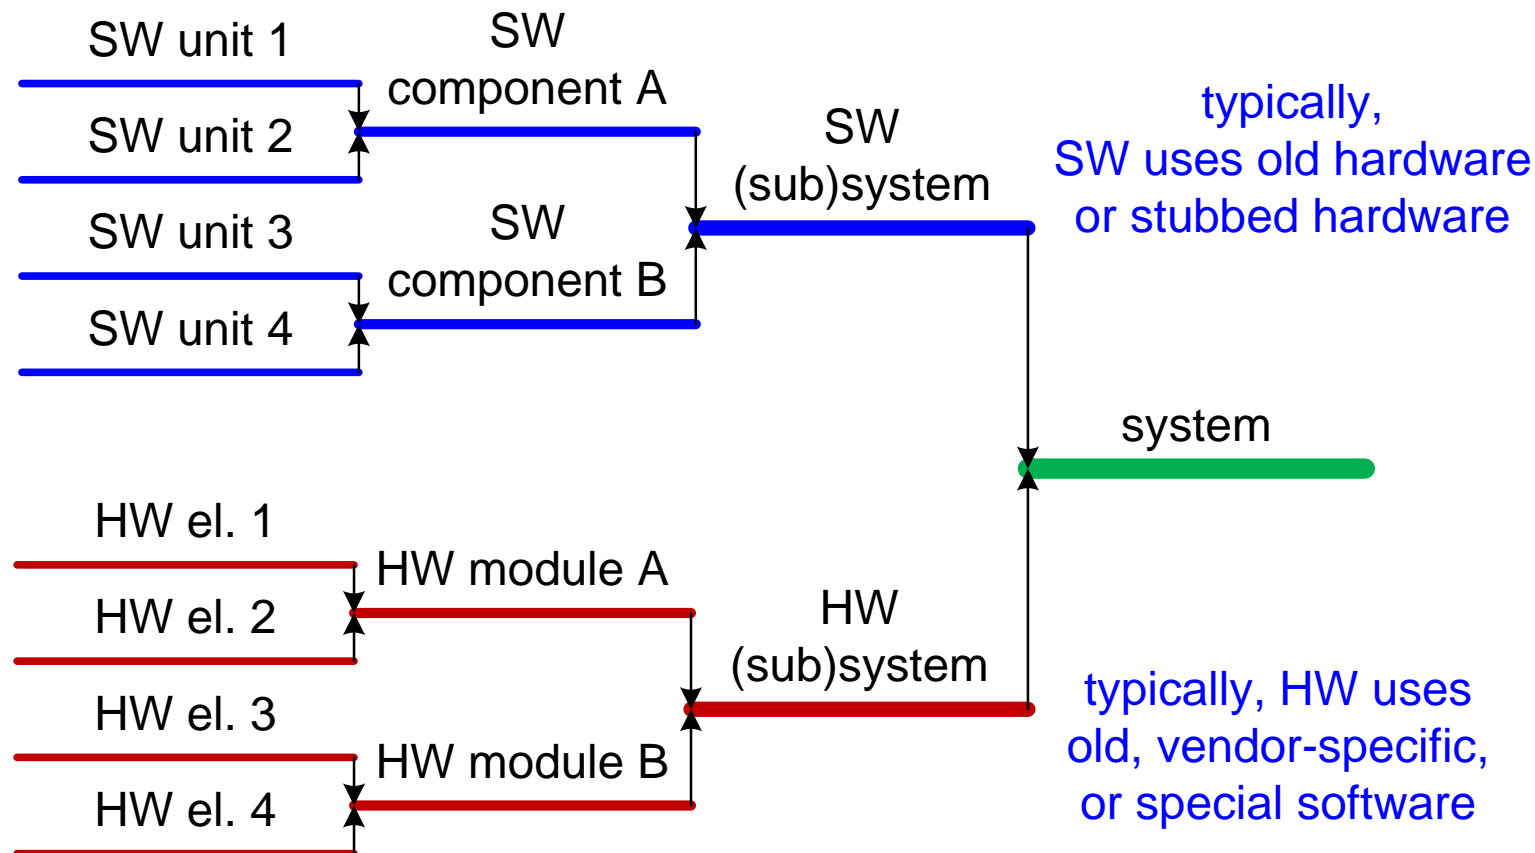 SW unit 1
SW unit 2
SW unit 3
SW unit 4
SW
component A
SW
component B
SW
(sub)system
typically,
SW uses old hardware
or stubbed hardware
system
HW el. 1
HW el. 2
HW el. 3
HW el. 4
HW module A
HW module B
HW
(sub)system
typically, HW uses
old, vendor-specific,
or special software